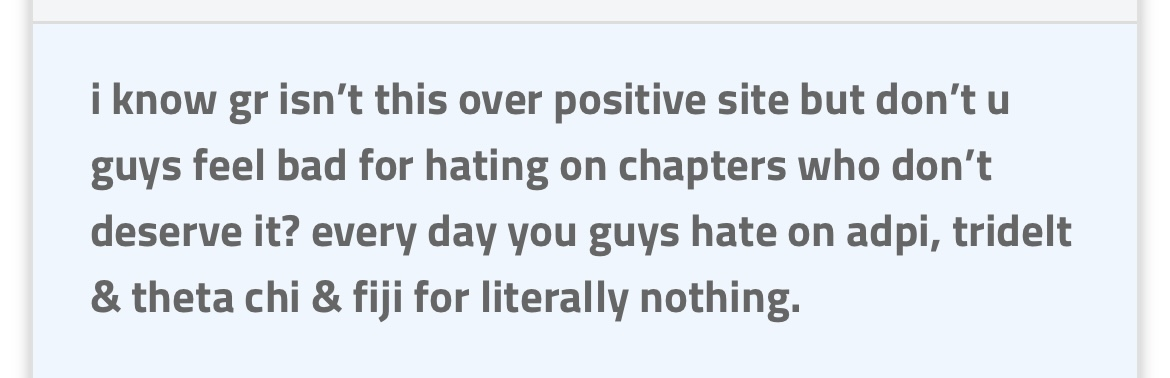 i know gr isn’t this over positive site but don’t u
guys feel bad for hating on chapters who don’t
deserve it? every day you guys hate on adpi, tridelt
& theta chi & fiji for literally nothing.